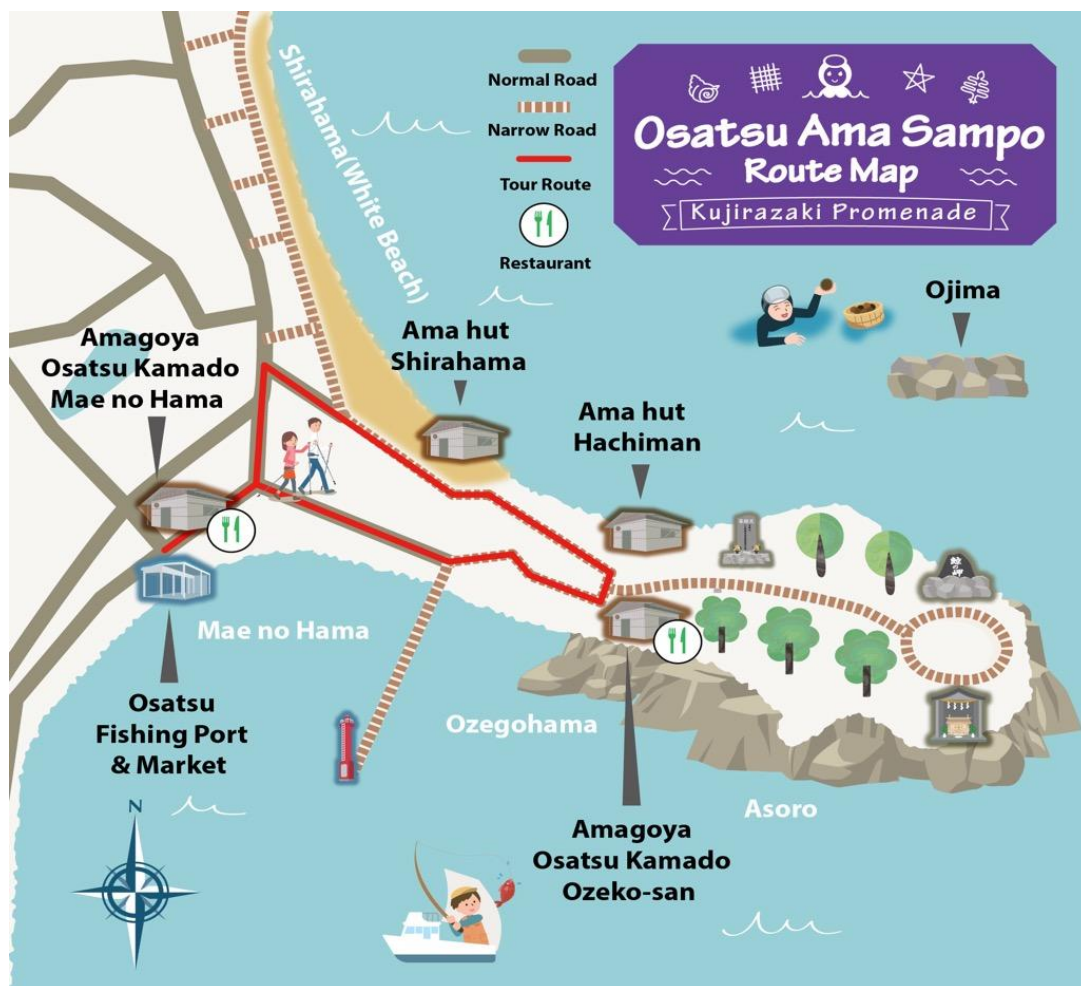 Osatsu Ama Sampo
Route Map
Kujirazaki Promenade
Normal Road
Narrow Road
Tour Route
Restaurant
Shirahama(White Beach)
Ojima
Amagoya
Osatsu Kamado
Mae no Hama
Ama hut
Shirahama
Ama hut
Hachiman
Mae no Hama
Osatsu
Fishing Port
& Market
Ozegohama
Asoro
Amagoya
Osatsu Kamado
Ozeko-san
N